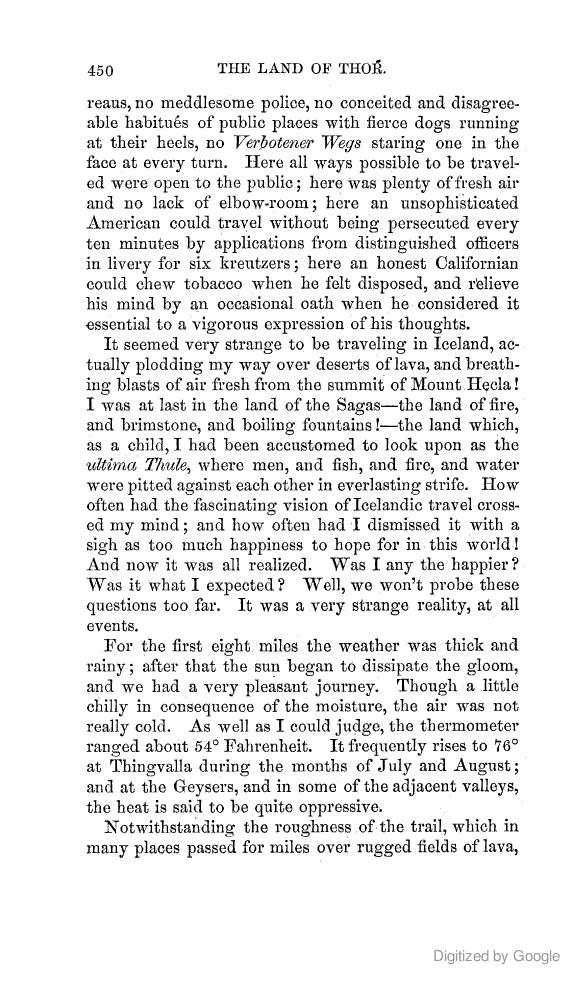 450 THE LAND OF THOR.
reaus, no meddlesome police, no conceited and disagree-
able habitués of public places with fierce dogs running
at their heels, no Verbotener Wegs staring one in the
face at every turn. Here all ways possible to be travel-
ed were open to the public; here was plenty of fresh air
and no lack of elbow-room; here an unsophisticated
American could travel without being persecuted every
ten minutes by applications from distinguished officers
in livery for six kreutzers; here an honest Californian
could chew tobacco when he felt disposed, and relieve
his mind by an occasional oath when he considered it
essential to a vigorous expression of his thoughts.
It seemed very strange to be traveling in Iceland, ac-
tually plodding my way over deserts of lava, and breath-
ing blasts of air fresh from the summit of Mount Hecla!
I was at last in the land of the Sagas—the land of fire,
and brimstone, and boiling fountains!—the land which,
as a child, I had been accustomed to look upon as the
ultima Thule, where men, and fish, and fire, and water
were pitted against each other in everlasting strife. How
often had the fascinating vision of Icelandic travel cross-
ed my mind; and how often had I dismissed it with a
sigh as too much happiness to hope for in this world!
And now it was all realized. Was I any the happier?
Was it what I expected? Well, we won't probe these
questions too far. It was a very strange reality, at all
events.
For the first eight miles the weather was thick and
rainy; after that the sun began to dissipate the gloom,
and we had a very pleasant journey. Though a little
chilly in consequence of the moisture, the air was not
really cold. As well as I could judge, the thermometer
ranged about 54° Fahrenheit. It frequently rises to 76°
at Thingvalla during the months of July and August;
and at the Geysers, and in some of the adjacent valleys,
the heat is said to be quite oppressive.
Notwithstanding the roughness of the trail, which in
many places passed for miles over rugged fields of lava,
Digitized by Google